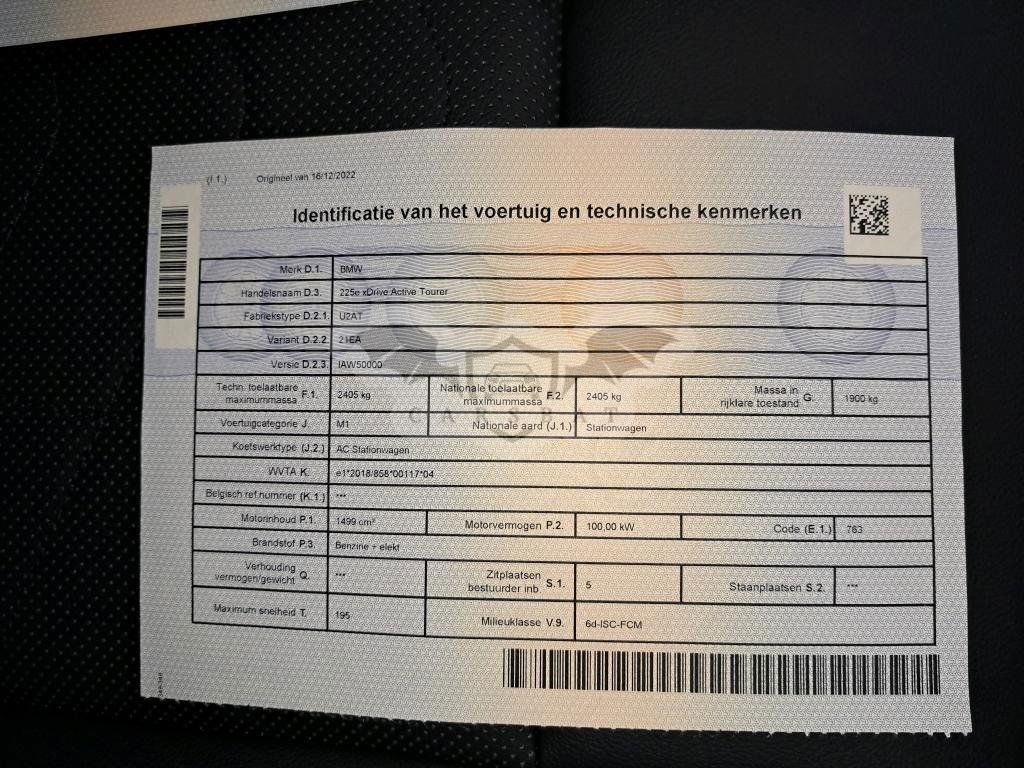 (I.1.) Origineel van 16/12/2022
Identificatie van het voertuig en technische kenmerken
Merk D.1. BMW
Handelsnaam D.3. 225e xDrive Active Tourer
Fabriekstype D.2.1. U2AT
Variant D.2.2. 21EA
Versie D.2.3. IAW50000
Techn. toelaatbare maximummassa F.1. 2405 kg Nationale toelaatbare maximummassa F.2. 2405 kg Massa in rijklare toestand G. 1900 kg
CARSBAT
Voertuigcategorie J. M1 Nationale aard (J.1.) Stationwagen
Koetswerktype (J.2.) AC Stationwagen
WVTA K. e1*2018/858*00117*04
Belgisch ref.nummer (K.1.) ***
Motorinhoud P.1. 1499 cm³ Motorvermogen P.2. 100,00 kW Code (E.1.) 763
Brandstof P.3. Benzine + elekt
Verhouding vermogen/gewicht Q. *** Zitplaatsen bestuurder inb. S.1. 5 Staanplaatsen S.2. ***
Maximum snelheid T. 195 Milieuklasse V.9. 6d-ISC-FCM